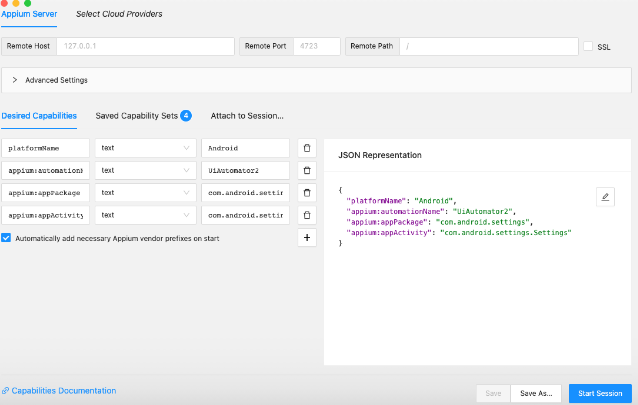 Appium Server
Select Cloud Providers
Remote Host 127.0.0.1 Remote Port 4723 Remote Path / SSL
Advanced Settings
Desired Capabilities
Saved Capability Sets 4
Attach to Session...
platformName text Android
appium:automationN text UiAutomator2
appium:appPackage text com.android.settin
appium:appActivity text com.android.settin
Automatically add necessary Appium vendor prefixes on start
JSON Representation
{
"platformName": "Android",
"appium:automationName": "UiAutomator2",
"appium:appPackage": "com.android.settings",
"appium:appActivity": "com.android.settings.Settings"
}
Capabilities Documentation
Save
Save As...
Start Session